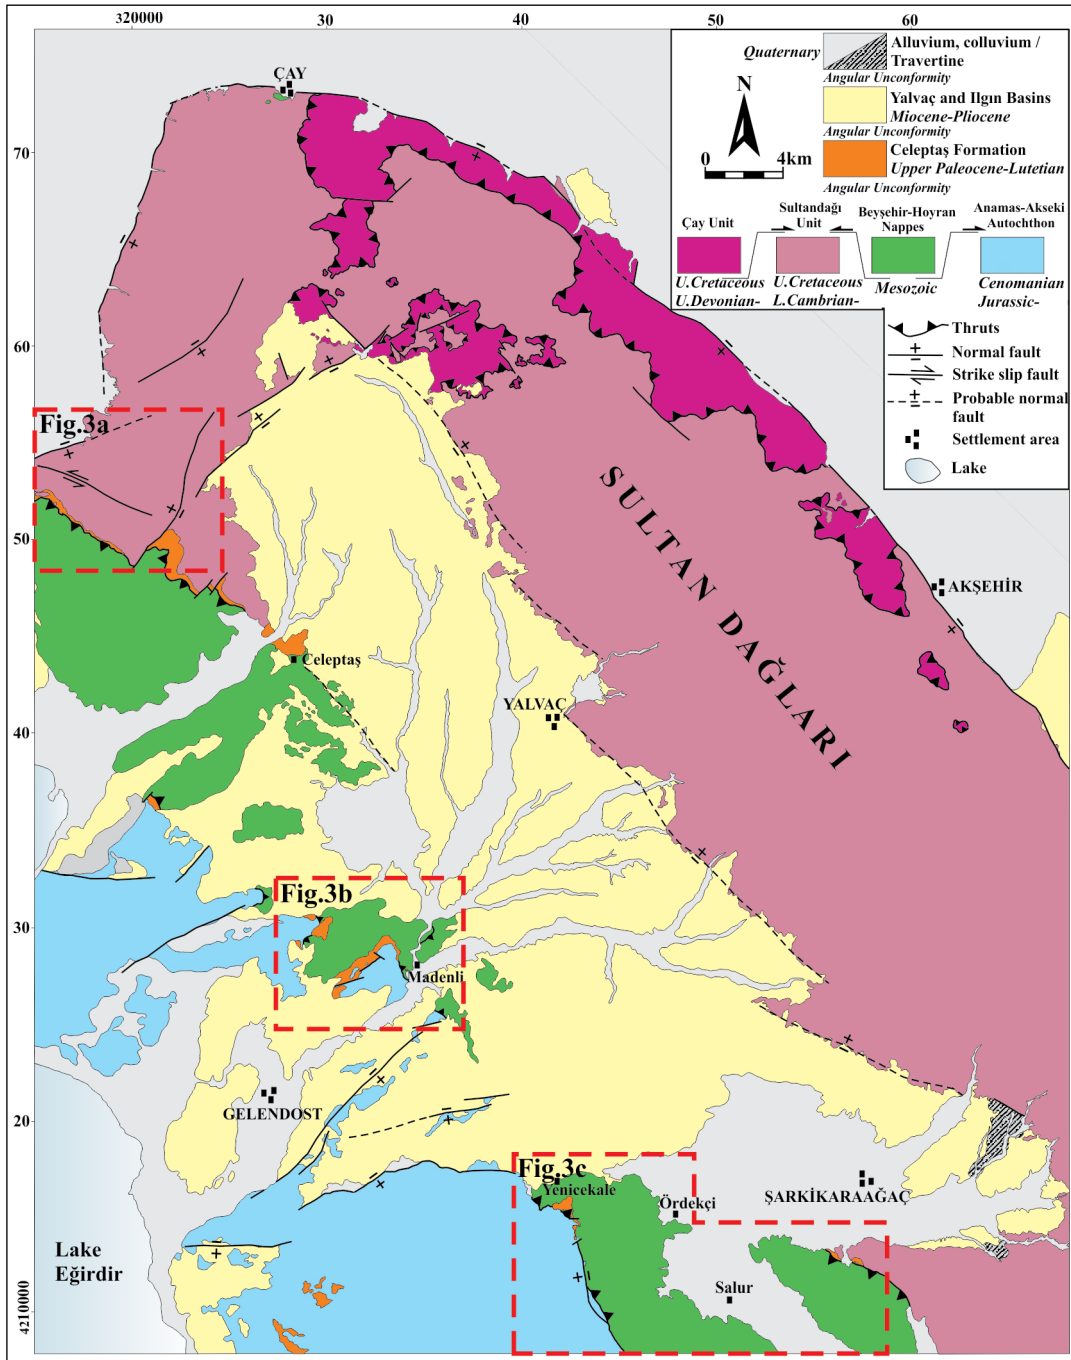 320000
30
40
60
70
60
50
40
30
20
4210000
Quaternary
Alluvium, colluvium /
Travertine
Angular Unconformity
Yalvaç and Ilgın Basins
Miocene-Pliocene
Angular Unconformity
Celeptaş Formation
Upper Paleocene-Lutetian
Angular Unconformity
N
0 4km
Çay Unit
Sultandağı
Unit
Beyşehir-Hoyran
Nappes
Anamas-Akseki
Autochthon
U.Cretaceous
U.Devonian-
U.Cretaceous
L.Cambrian-
Mesozoic
Cenomanian
Jurassic-
Thruts
Normal fault
Strike slip fault
Probable normal
fault
Settlement area
Lake
ÇAY
Fig.3a
SULTAN DAĞLARI
AKŞEHİR
Celeptaş
YALVAÇ
Fig.3b
Madenli
GELENDOST
Fig.3c
Yenicekale
Ördekçi
ŞARKİKARAAĞAÇ
Salur
Lake
Eğirdir